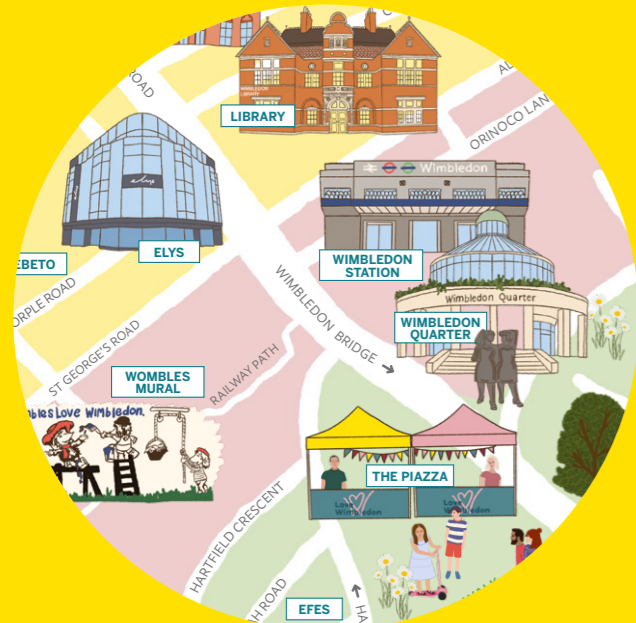 ROAD
WIMBLEDON
LIBRARY
LIBRARY
ORINOCO LAN
Wimbledon
elys
ELYS
EBETO
WIMBLEDON
STATION
ORPLE ROAD
Wimbledon Quarter
WIMBLEDON
QUARTER
WIMBLEDON BRIDGE
ST GEORGE'S ROAD
WOMBLES
MURAL
RAILWAY PATH
bles Love Wimbledon.
THE PIAZZA
Love
Wimbledon
Love
Wimbledon
HARTFIELD CRESCENT
AH ROAD
EFES
HA